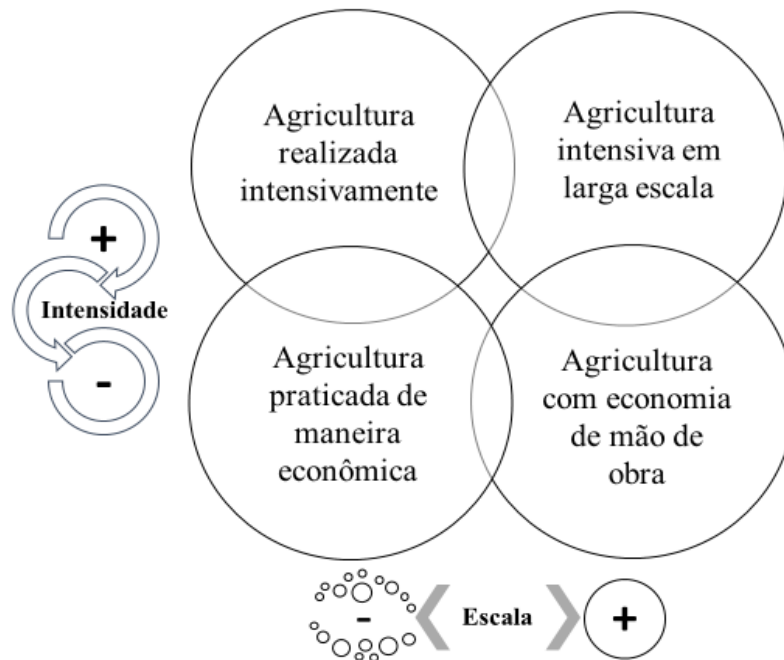 Agricultura
realizada
intensivamente
Agricultura
intensiva em
larga escala
+
Intensidade
-
Agricultura
praticada de
maneira
econômica
Agricultura
com economia
de mão de
obra
-
Escala
+